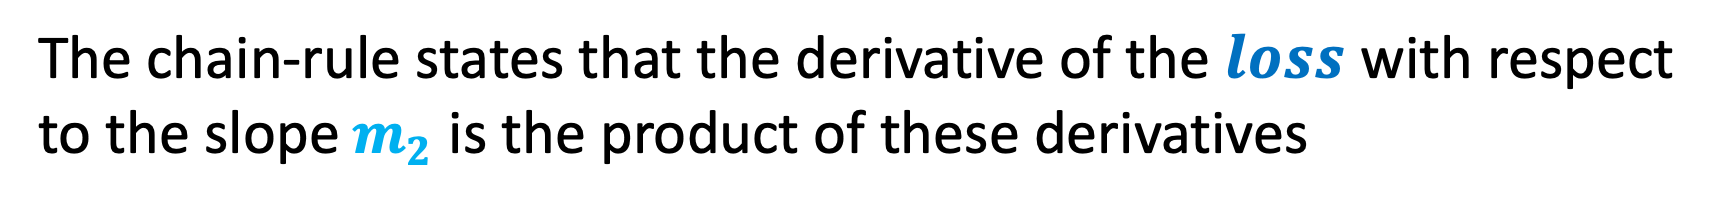 The chain-rule states that the derivative of the loss with respect
to the slope m₂ is the product of these derivatives